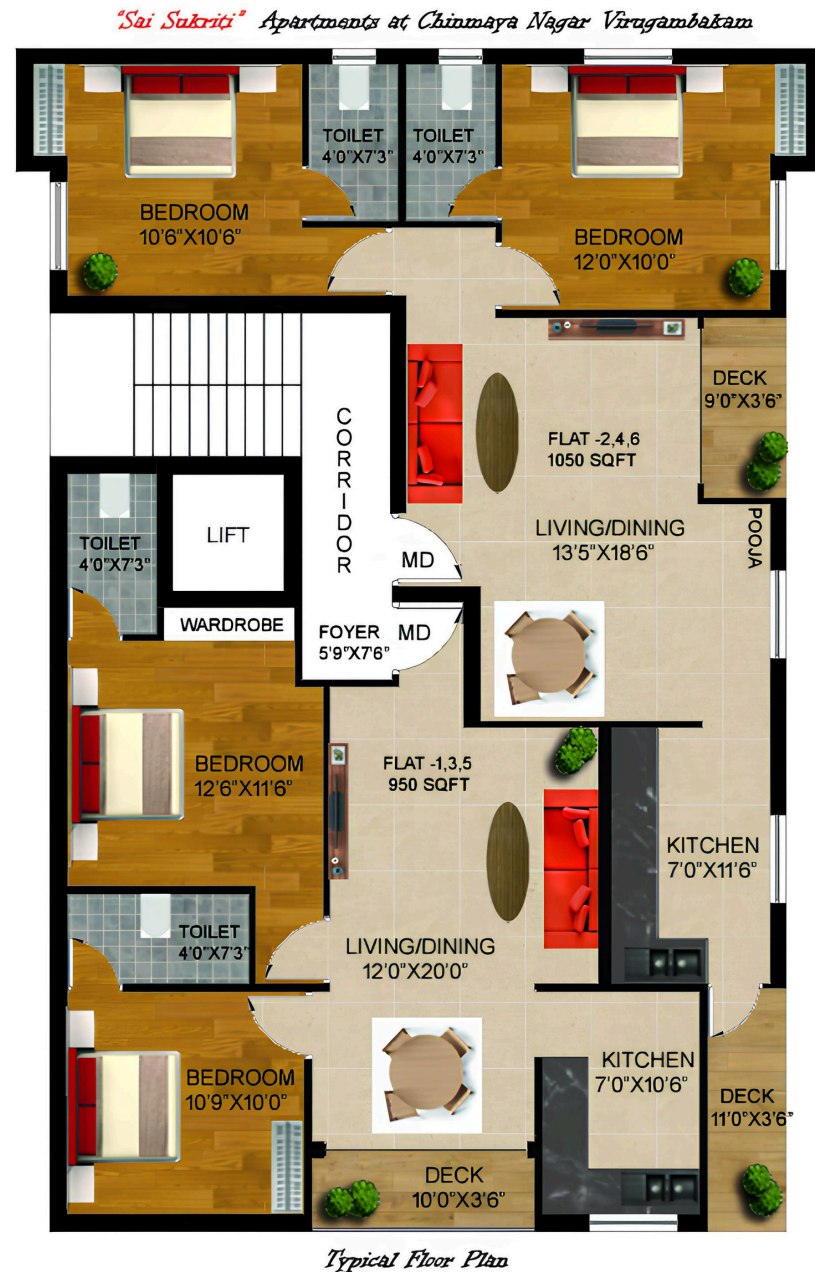 "Sai Sukriti" Apartments at Chinmaya Nagar Virugambakam
TOILET
4'0"X7'3"
TOILET
4'0"X7'3"
BEDROOM
10'6"X10'6"
BEDROOM
12'0"X10'0"
DECK
9'0"X3'6"
CORRIDOR
FLAT -2,4,6
1050 SQFT
LIVING/DINING
13'5"X18'6"
POOJA
TOILET
4'0"X7'3"
LIFT
MD
WARDROBE
FOYER
5'9"X7'6"
MD
BEDROOM
12'6"X11'6"
FLAT -1,3,5
950 SQFT
KITCHEN
7'0"X11'6"
TOILET
4'0"X7'3"
LIVING/DINING
12'0"X20'0"
BEDROOM
10'9"X10'0"
KITCHEN
7'0"X10'6"
DECK
11'0"X3'6"
DECK
10'0"X3'6"
Typical Floor Plan